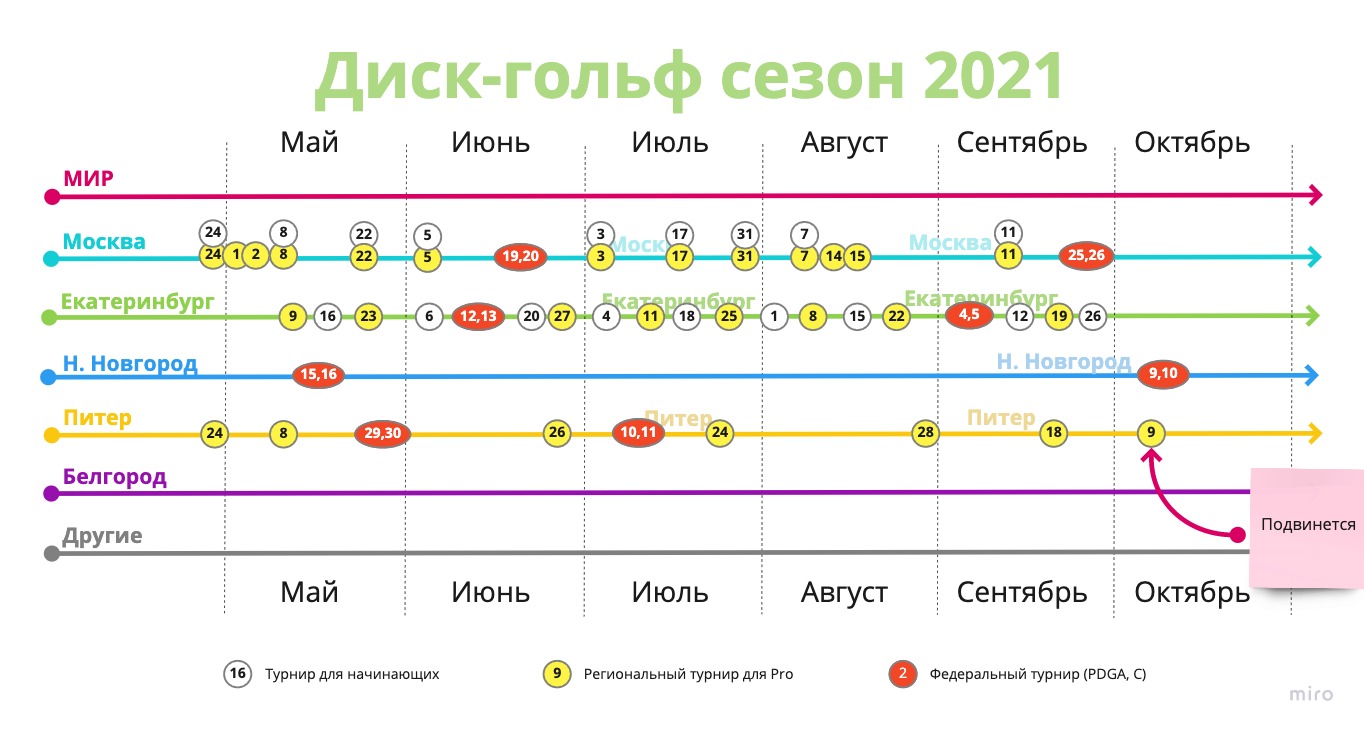 Диск-гольф сезон 2021
Май Июнь Июль Август Сентябрь Октябрь
МИР
24 8 22 5 3 17 31 7 11
Москва Москва Москва
24 1 2 8 22 5 19,20 3 17 31 7 14 15 11 25,26
Екатеринбург Екатеринбург Екатеринбург
9 16 23 6 12,13 20 27 4 11 18 25 1 8 15 22 4,5 12 19 26
Н. Новгород Н. Новгород
15,16 9,10
Питер Питер Питер
24 8 29,30 26 10,11 24 28 18 9
Белгород
Подвинется
Другие
Май Июнь Июль Август Сентябрь Октябрь
16 Турнир для начинающих 9 Региональный турнир для Pro 2 Федеральный турнир (PDGA, C)
miro